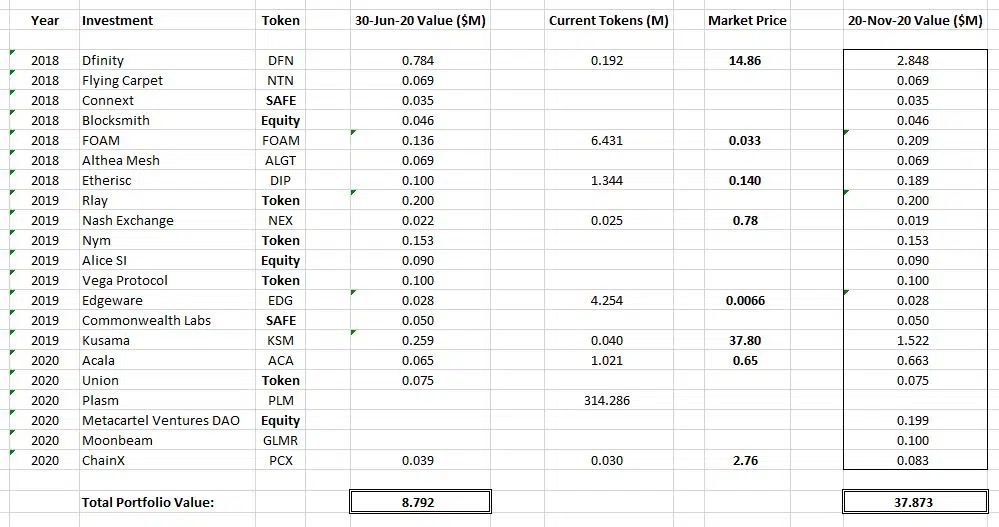 Year Investment Token 30-Jun-20 Value ($M) Current Tokens (M) Market Price 20-Nov-20 Value ($M)
2018 Dfinity DFN 0.784 0.192 14.86 2.848
2018 Flying Carpet NTN 0.069 0.069
2018 Connext SAFE 0.035 0.035
2018 Blocksmith Equity 0.046 0.046
2018 FOAM FOAM 0.136 6.431 0.033 0.209
2018 Althea Mesh ALGT 0.069 0.069
2018 Etherisc DIP 0.100 1.344 0.140 0.189
2019 Rlay Token 0.200 0.200
2019 Nash Exchange NEX 0.022 0.025 0.78 0.019
2019 Nym Token 0.153 0.153
2019 Alice SI Equity 0.090 0.090
2019 Vega Protocol Token 0.100 0.100
2019 Edgeware EDG 0.028 4.254 0.0066 0.028
2019 Commonwealth Labs SAFE 0.050 0.050
2019 Kusama KSM 0.259 0.040 37.80 1.522
2020 Acala ACA 0.065 1.021 0.65 0.663
2020 Union Token 0.075 0.075
2020 Plasm PLM 314.286
2020 Metacartel Ventures DAO Equity 0.199
2020 Moonbeam GLMR 0.100
2020 ChainX PCX 0.039 0.030 2.76 0.083
Total Portfolio Value: 8.792 37.873